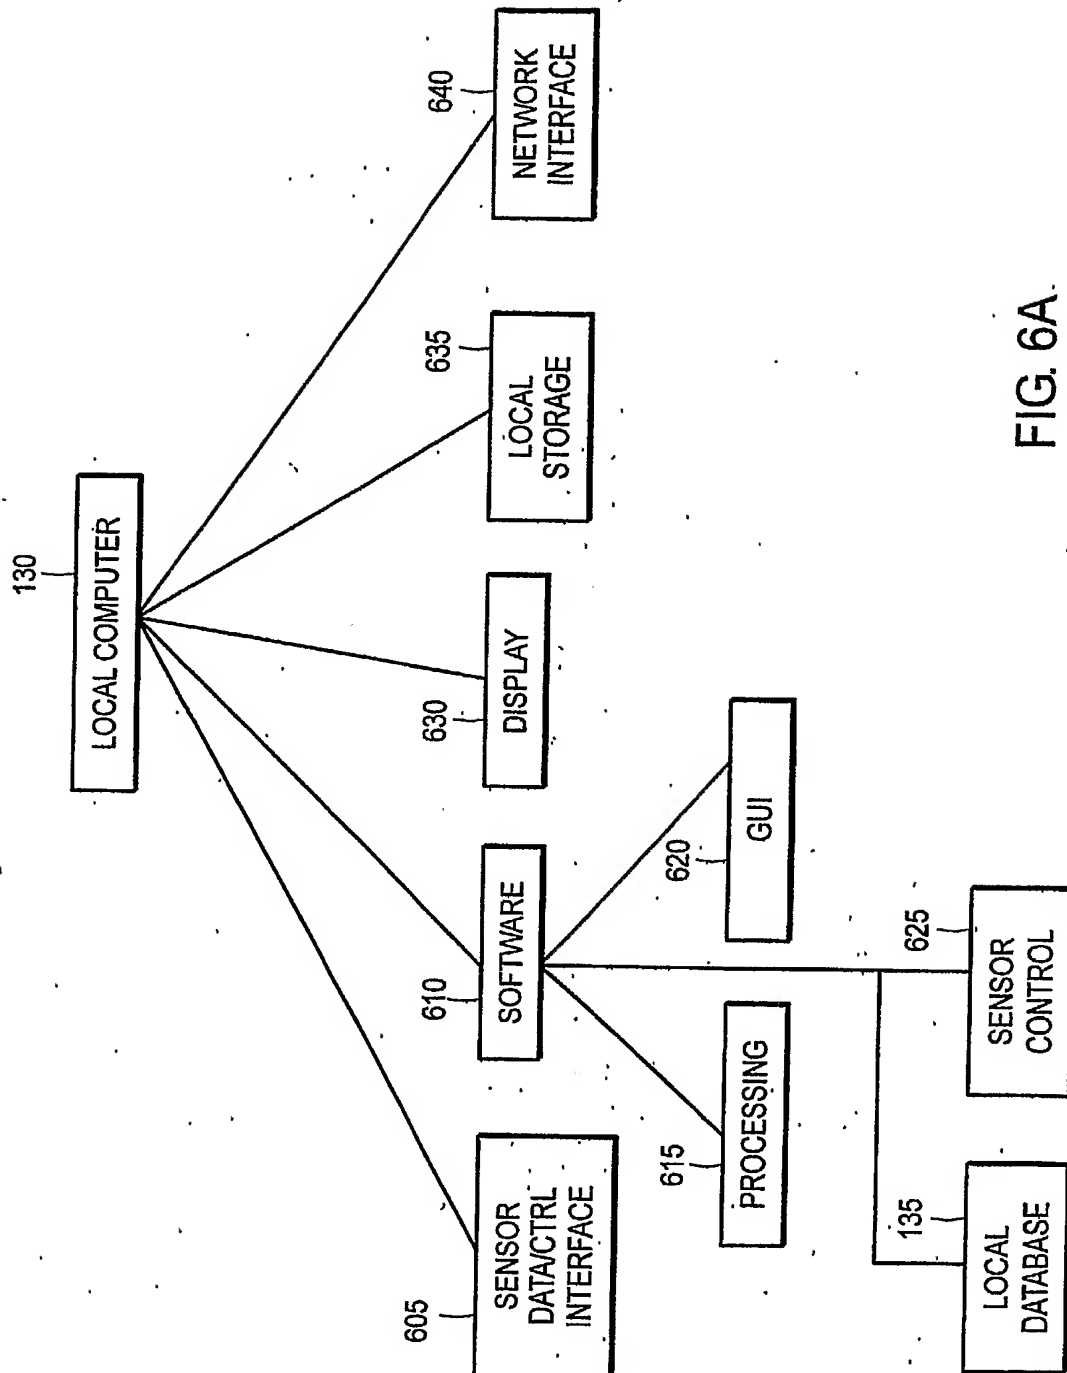 130
LOCAL COMPUTER
605
SENSOR
DATA/CTRL
INTERFACE
610
SOFTWARE
630
DISPLAY
635
LOCAL
STORAGE
640
NETWORK
INTERFACE
615
PROCESSING
620
GUI
135
LOCAL
DATABASE
625
SENSOR
CONTROL
FIG. 6A